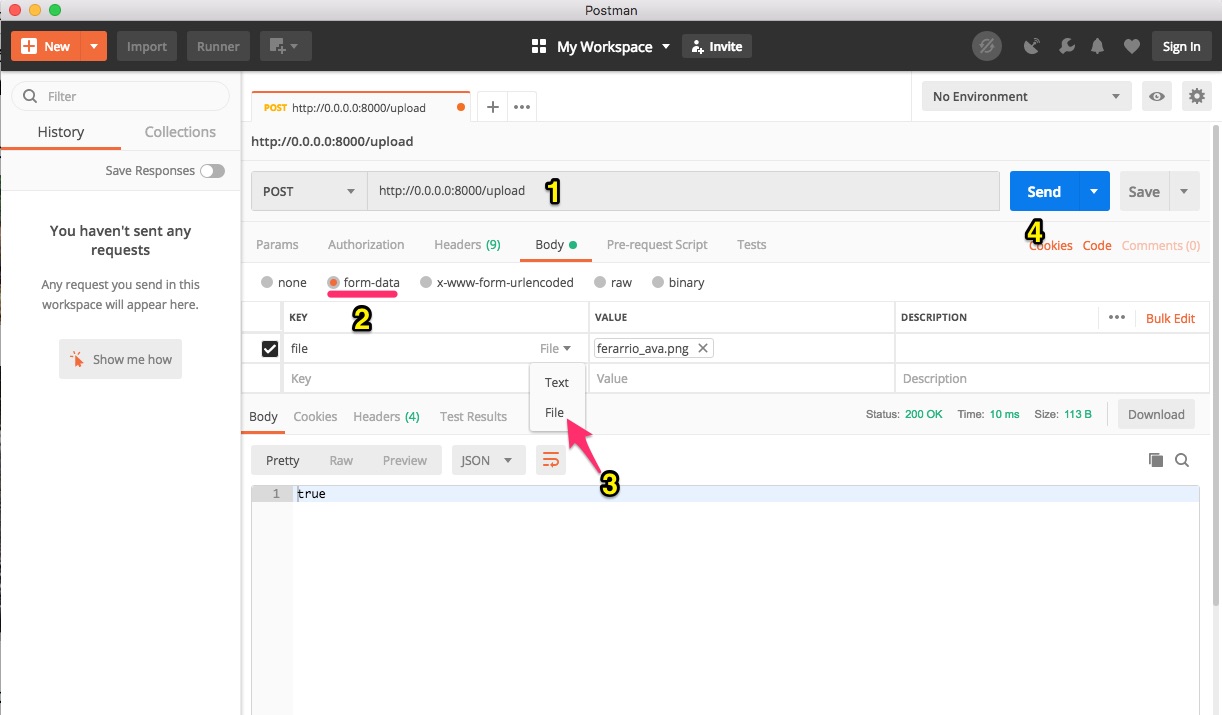 Postman
New Import Runner My Workspace Invite Sign In
Filter
History Collections
Save Responses
You haven't sent any
requests
Any request you send in this
workspace will appear here.
Show me how
POST http://0.0.0.0:8000/upload
No Environment
http://0.0.0.0:8000/upload
POST http://0.0.0.0:8000/upload 1 Send Save
4
Params Authorization Headers (9) Body Pre-request Script Tests Cookies Code Comments (0)
none form-data x-www-form-urlencoded raw binary
2
KEY VALUE DESCRIPTION Bulk Edit
file File ferarrio_ava.png
Key Value Description
Text
File
3
Body Cookies Headers (4) Test Results Status: 200 OK Time: 10 ms Size: 113 B Download
Pretty Raw Preview JSON
1 true